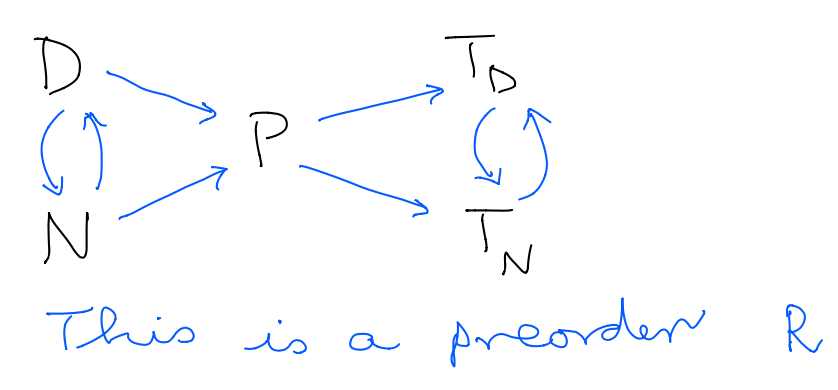 D T_D
P
N T_N
This is a preorder R